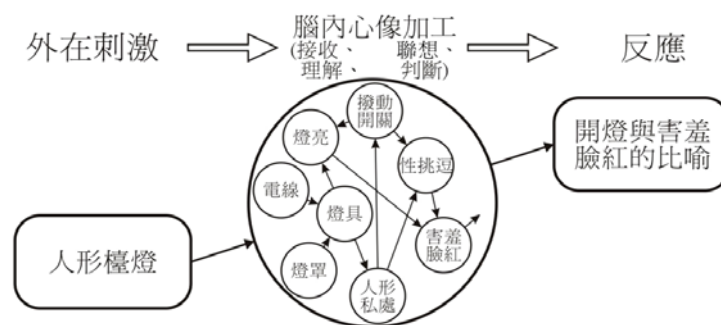 外在刺激
腦內心像加工
(接收、 聯想、
理解、 判斷)
反應
撥動
開關
燈亮
性挑逗
電線
燈具
害羞
臉紅
燈罩
人形
私處
人形檯燈
開燈與害羞
臉紅的比喻